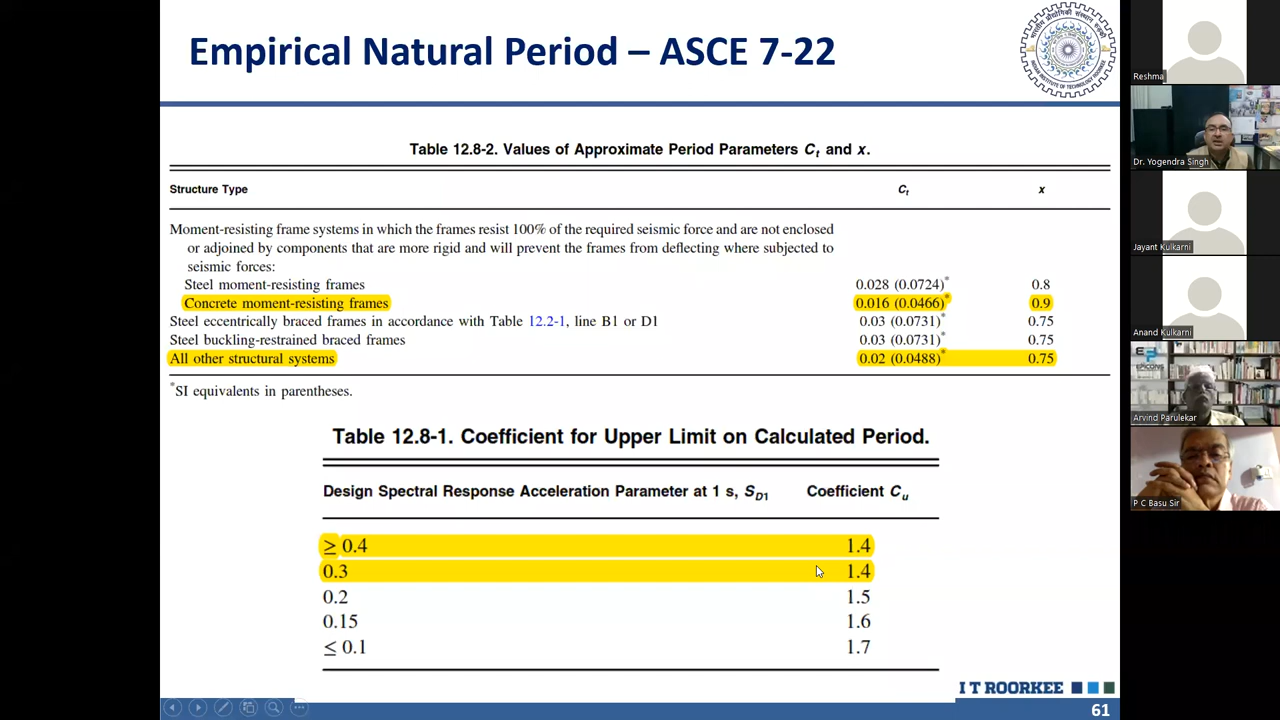 Empirical Natural Period – ASCE 7-22
Table 12.8-2. Values of Approximate Period Parameters Ct and x.
Structure Type Ct x
Moment-resisting frame systems in which the frames resist 100% of the required seismic force and are not enclosed
or adjoined by components that are more rigid and will prevent the frames from deflecting where subjected to
seismic forces:
Steel moment-resisting frames 0.028 (0.0724)* 0.8
Concrete moment-resisting frames 0.016 (0.0466)* 0.9
Steel eccentrically braced frames in accordance with Table 12.2-1, line B1 or D1 0.03 (0.0731)* 0.75
Steel buckling-restrained braced frames 0.03 (0.0731)* 0.75
All other structural systems 0.02 (0.0488)* 0.75
*SI equivalents in parentheses.
Table 12.8-1. Coefficient for Upper Limit on Calculated Period.
Design Spectral Response Acceleration Parameter at 1 s, SD1 Coefficient Cu
≥ 0.4 1.4
0.3 1.4
0.2 1.5
0.15 1.6
≤ 0.1 1.7
I T ROORKEE
61
Reshma
Dr. Yogendra Singh
Jayant Kulkarni
Anand Kulkarni
Arvind Parulekar
P C Basu Sir